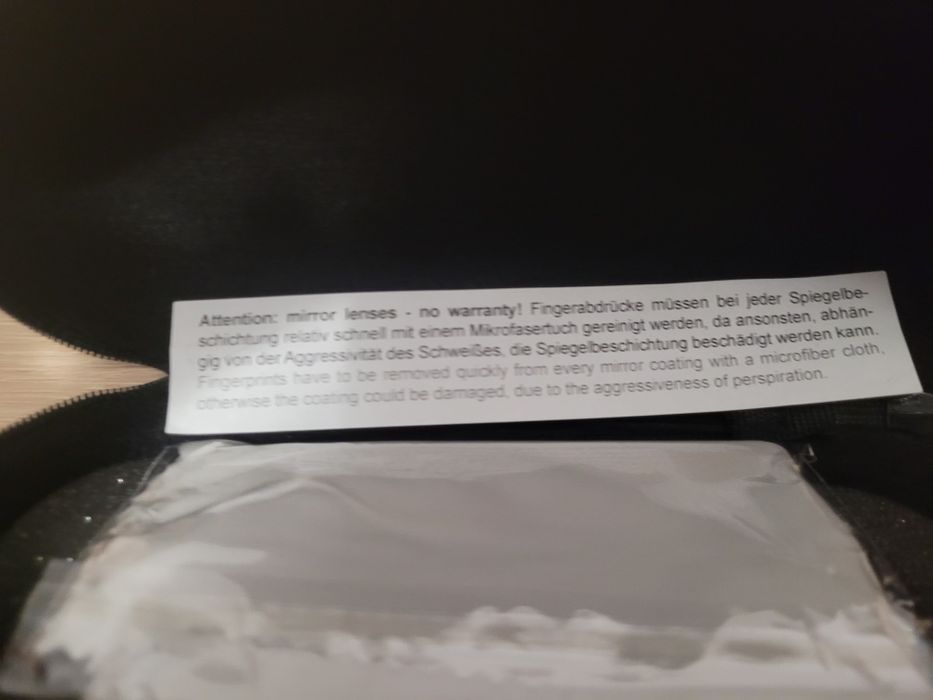 Attention: mirror lenses - no warranty! Fingerabdrücke müssen bei jeder Spiegelbe-
schichtung relativ schnell mit einem Mikrofasertuch gereinigt werden, da ansonsten, abhän-
gig von der Aggressivität des Schweißes, die Spiegelbeschichtung beschädigt werden kann.
Fingerprints have to be removed quickly from every mirror coating with a microfiber cloth,
otherwise the coating could be damaged, due to the aggressiveness of perspiration.